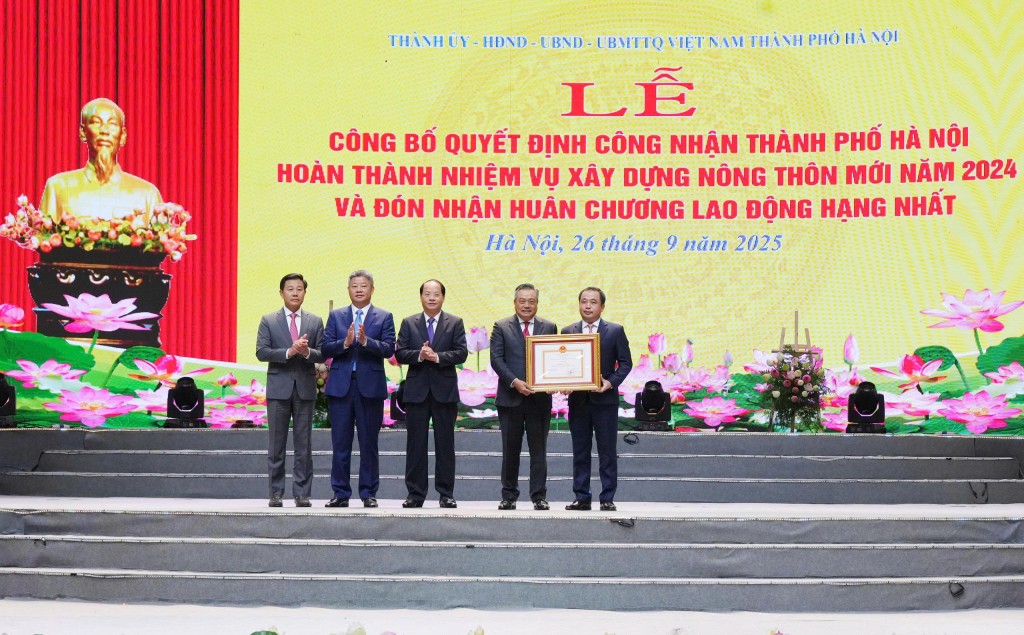 THÀNH ỦY - HĐND - UBND - UBMTTQ VIỆT NAM THÀNH PHỐ HÀ NỘI
LỄ
CÔNG BỐ QUYẾT ĐỊNH CÔNG NHẬN THÀNH PHỐ HÀ NỘI
HOÀN THÀNH NHIỆM VỤ XÂY DỰNG NÔNG THÔN MỚI NĂM 2024
VÀ ĐÓN NHẬN HUÂN CHƯƠNG LAO ĐỘNG HẠNG NHẤT
Hà Nội, 26 tháng 9 năm 2025